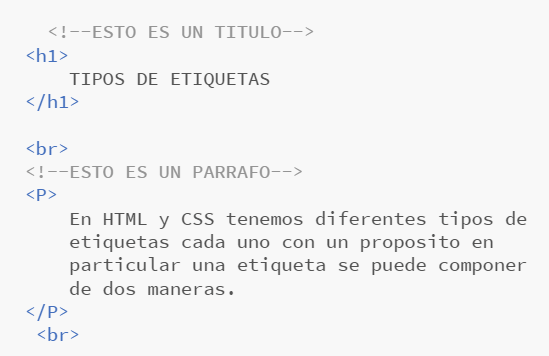 <!--ESTO ES UN TITULO-->
<h1>
TIPOS DE ETIQUETAS
</h1>
<br>
<!--ESTO ES UN PARRAFO-->
<P>
En HTML y CSS tenemos diferentes tipos de
etiquetas cada uno con un proposito en
particular una etiqueta se puede componer
de dos maneras.
</P>
<br>